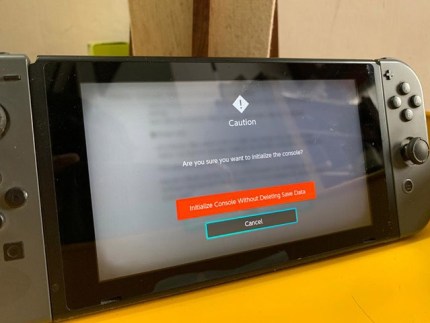 Caution
Are you sure you want to initialize the console?
Initialize Console Without Deleting Save Data
Cancel